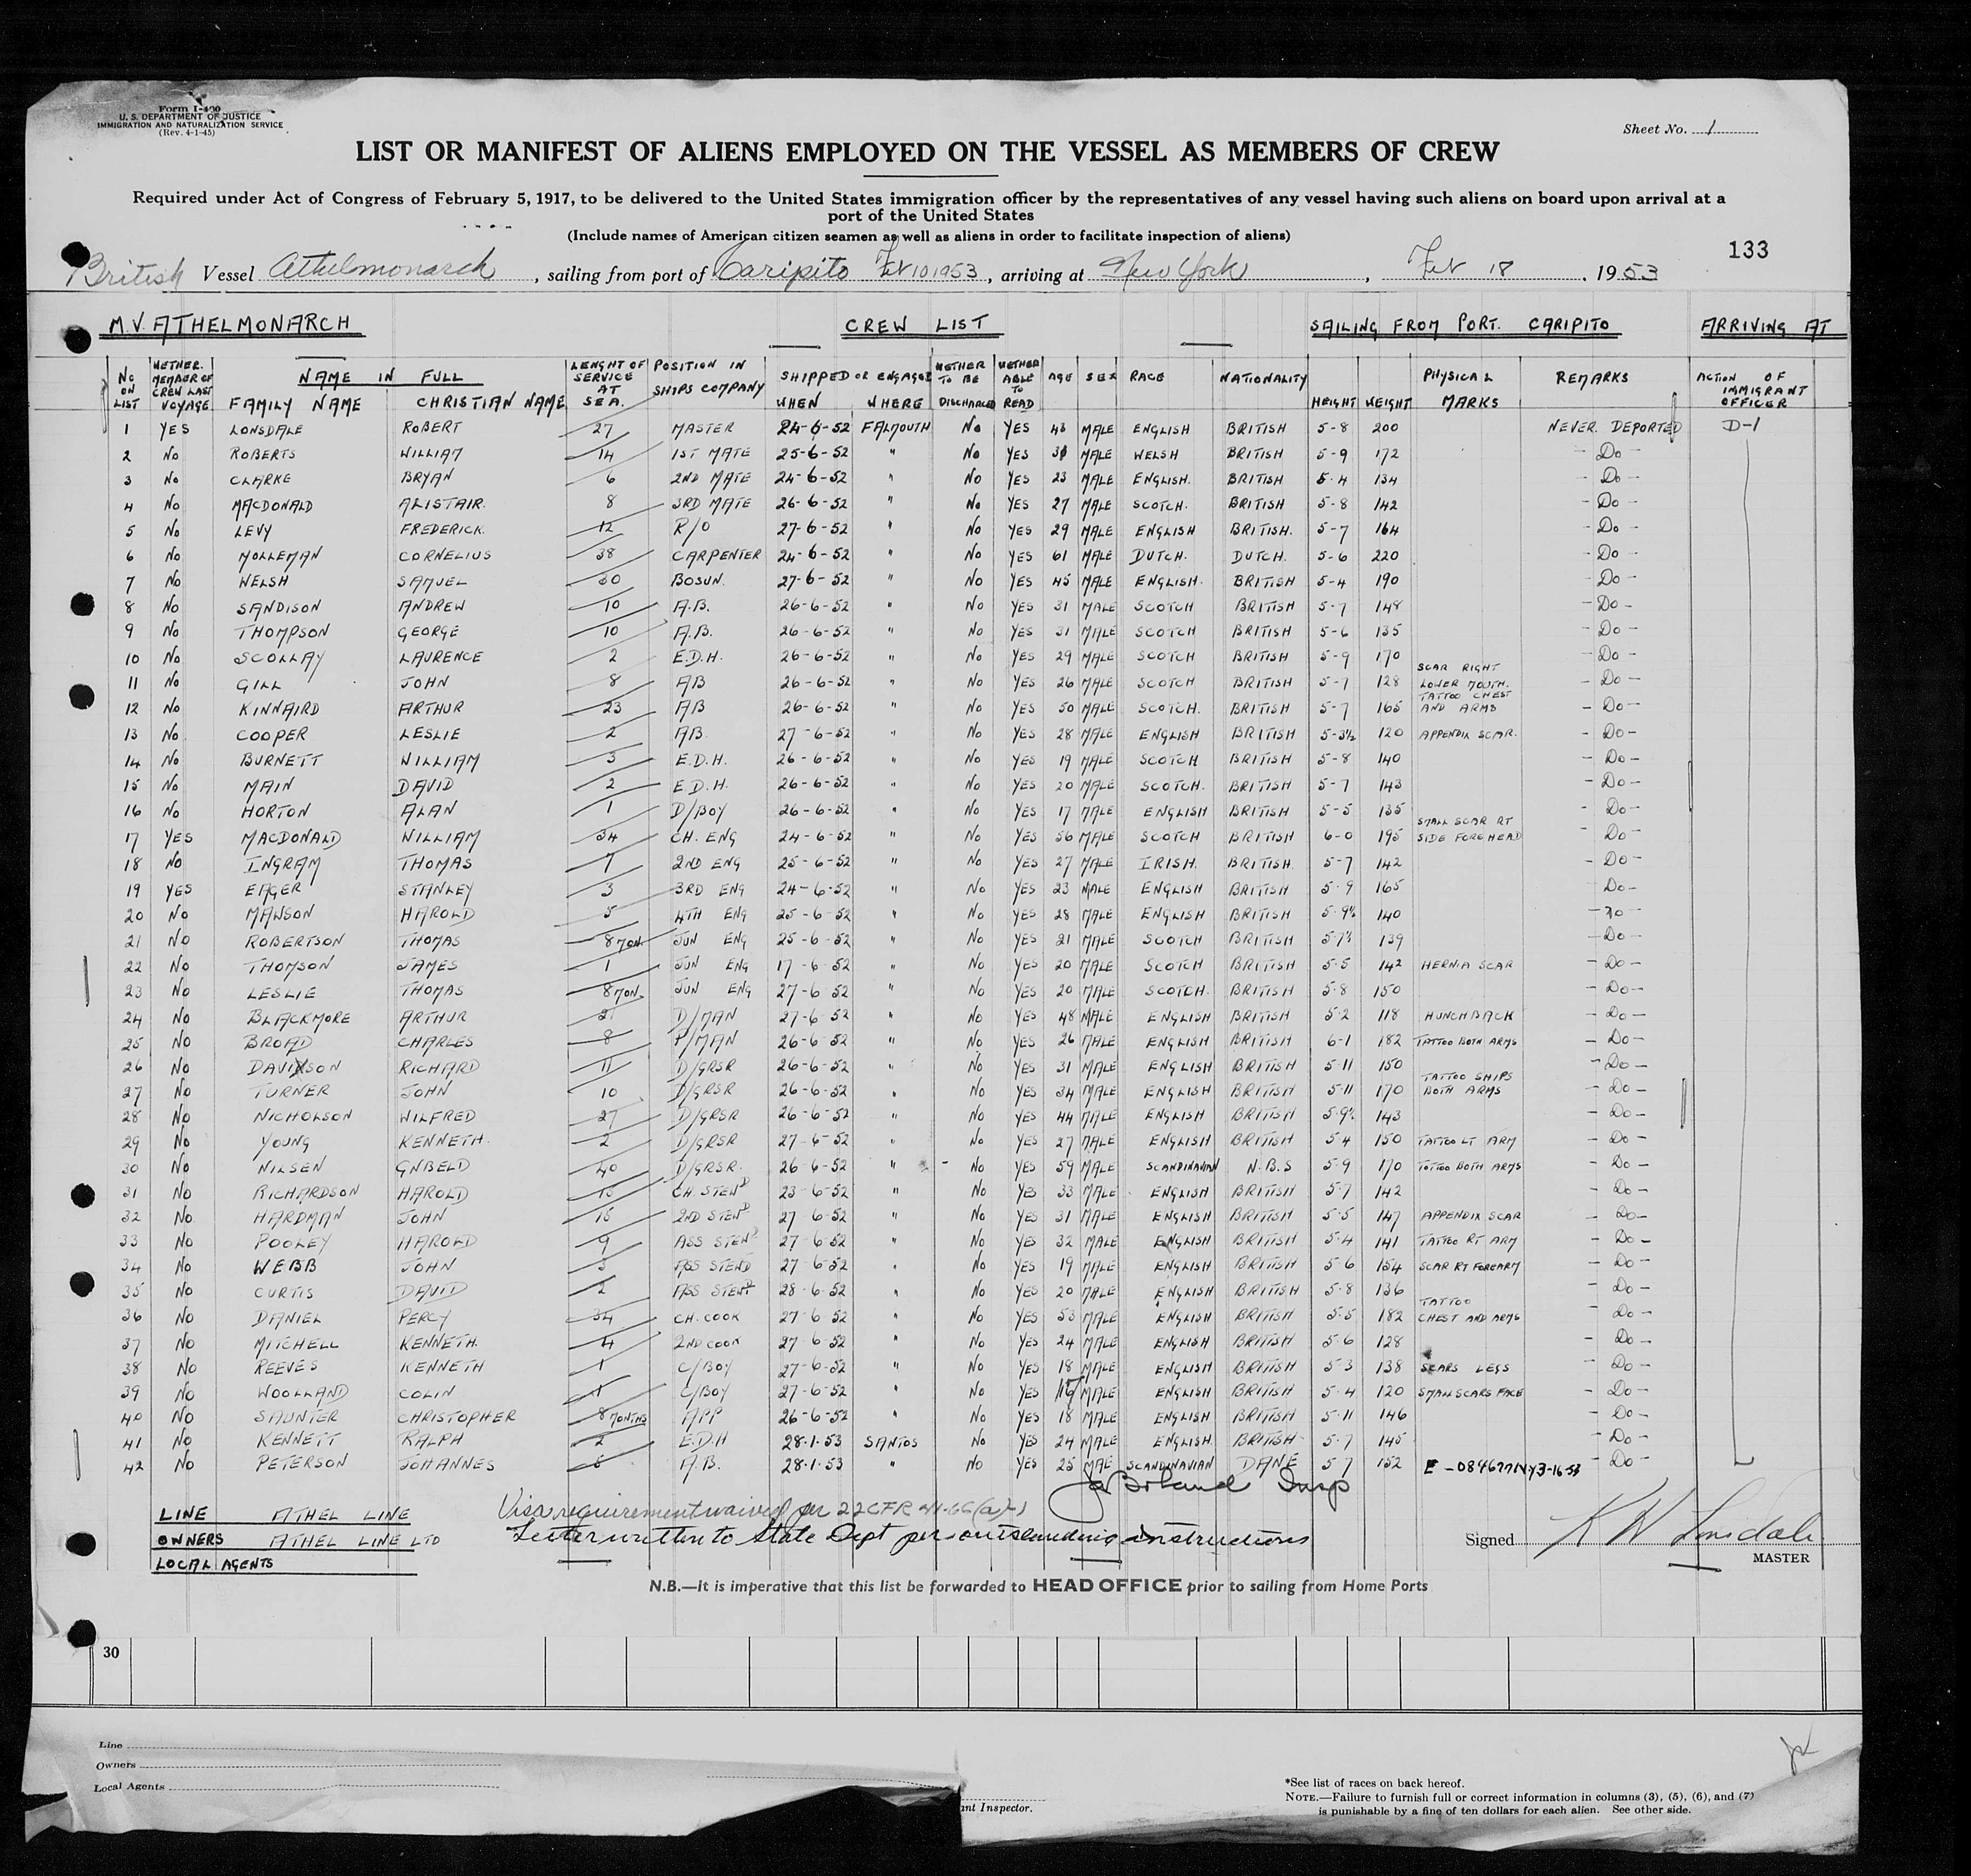 Form I-400
U. S. DEPARTMENT OF JUSTICE
IMMIGRATION AND NATURALIZATION SERVICE
(Rev. 4-1-45)
Sheet No. 1
LIST OR MANIFEST OF ALIENS EMPLOYED ON THE VESSEL AS MEMBERS OF CREW
Required under Act of Congress of February 5, 1917, to be delivered to the United States immigration officer by the representatives of any vessel having such aliens on board upon arrival at a
port of the United States
(Include names of American citizen seamen as well as aliens in order to facilitate inspection of aliens)
133
British Vessel Athelmonarch, sailing from port of Caripito Feb 10 1953, arriving at New York, Feb 18, 1953
M.V. ATHELMONARCH CREW LIST SAILING FROM PORT. CARIPITO ARRIVING AT
No ON LIST WETHER. MEMBER OF CREW LAST VOYAGE NAME IN FULL FAMILY NAME CHRISTIAN NAME LENGHT OF SERVICE AT SEA. POSITION IN SHIPS COMPANY SHIPPED OR ENGAGED WHEN WHERE WETHER TO BE DISCHARGED WETHER ABLE TO READ AGE SEX RACE NATIONALITY HEIGHT WEIGHT PHYSICAL MARKS REMARKS ACTION OF IMMIGRANT OFFICER
1 YES LONSDALE ROBERT 27 MASTER 24-6-52 FALMOUTH No YES 48 MALE ENGLISH BRITISH 5-8 200 NEVER DEPORTED D-1
2 No ROBERTS WILLIAM 14 1ST MATE 25-6-52 " No YES MALE WELSH BRITISH 5-9 172 - Do -
3 No CLARKE BRYAN 6 2ND MATE 24-6-52 " No YES 23 MALE ENGLISH. BRITISH 5-4 134 - Do -
4 No MACDONALD ALISTAIR. 8 3RD MATE 26-6-52 " No YES 27 MALE SCOTCH. BRITISH 5-8 142 - Do -
5 No LEVY FREDERICK. 12 R/O 27-6-52 " No YES 29 MALE ENGLISH BRITISH. 5-7 164 - Do -
6 No MOLLEMAN CORNELIUS 38 CARPENTER 24-6-52 " No YES 61 MALE DUTCH. DUTCH. 5-6 220 - Do -
7 No WELSH SAMUEL 30 BOSUN. 27-6-52 " No YES 45 MALE ENGLISH. BRITISH 5-4 190 - Do -
8 No SANDISON ANDREW 10 A.B. 26-6-52 " No YES 31 MALE SCOTCH BRITISH 5-7 148 - Do -
9 No THOMPSON GEORGE 10 A.B. 26-6-52 " No YES 31 MALE SCOTCH BRITISH 5-6 135 - Do -
10 No SCOLLAY LAURENCE 2 E.D.H. 26-6-52 " No YES 29 MALE SCOTCH BRITISH 5-9 170 - Do -
11 No GILL JOHN 8 AB 26-6-52 " No YES 26 MALE SCOTCH BRITISH 5-7 128 SCAR RIGHT LOWER MOUTH. - Do -
12 No KINNAIRD ARTHUR 23 AB 26-6-52 " No YES 50 MALE SCOTCH. BRITISH 5-7 165 TATTOO CHEST AND ARMS - Do -
13 No COOPER LESLIE 2 AB. 27-6-52 " No YES 28 MALE ENGLISH BRITISH 5-3½ 120 APPENDIX SCAR. - Do -
14 No BURNETT WILLIAM 3 E.D.H. 26-6-52 " No YES 19 MALE SCOTCH BRITISH 5-8 140 - Do -
15 No MAIN DAVID 2 E.D.H. 26-6-52 " No YES 20 MALE SCOTCH. BRITISH 5-7 143 - Do -
16 No HORTON ALAN 1 D/BOY 26-6-52 " No YES 17 MALE ENGLISH BRITISH 5-5 135 - Do -
17 YES MACDONALD WILLIAM 34 CH. ENG 24-6-52 " No YES 56 MALE SCOTCH BRITISH 6-0 195 SMALL SCAR RT SIDE FOREHEAD - Do -
18 No INGRAM THOMAS 7 2ND ENG 25-6-52 " No YES 27 MALE IRISH. BRITISH. 5-7 142 - Do -
19 YES EAGER STANLEY 3 3RD ENG 24-6-52 " No YES 23 MALE ENGLISH BRITISH 5-9 165 - Do -
20 No MAWSON HAROLD 5 4TH ENG 25-6-52 " No YES 28 MALE ENGLISH BRITISH 5-9½ 140 - Do -
21 No ROBERTSON THOMAS 8 MON. JUN ENG 25-6-52 " No YES 21 MALE SCOTCH BRITISH 5-7½ 139 - Do -
22 No THOMSON JAMES 1 JUN ENG 17-6-52 " No YES 20 MALE SCOTCH BRITISH 5-5 142 HERNIA SCAR - Do -
23 No LESLIE THOMAS 8 MON. JUN ENG 27-6 52 " No YES 20 MALE SCOTCH. BRITISH 5-8 150 - Do -
24 No BLACKMORE ARTHUR D/MAN 27-6-52 " No YES 48 MALE ENGLISH BRITISH 5-2 118 HUNCHBACK - Do -
25 No BROAD CHARLES 8 P/MAN 26-6-52 " No YES 26 MALE ENGLISH BRITISH 6-1 182 TATTOO BOTH ARMS - Do -
26 No DAVISON RICHARD 11 D/GRSR 26-6-52 " No YES 31 MALE ENGLISH BRITISH 5-11 150 - Do -
27 No TURNER JOHN 10 D/GRSR 26-6-52 " No YES 34 MALE ENGLISH BRITISH 5-11 170 TATTOO SHIPS BOTH ARMS - Do -
28 No NICHOLSON WILFRED 27 D/GRSR 26-6-52 " No YES 44 MALE ENGLISH BRITISH 5-9½ 143 - Do -
29 No YOUNG KENNETH. 2 D/GRSR 27-6-52 " No YES 27 MALE ENGLISH BRITISH 5-4 150 TATTOO LT ARM - Do -
30 No NILSEN GNBELD 40 D/GRSR. 26-6-52 " No YES 59 MALE SCANDINAVIAN N.B.S 5-9 170 TOTTOO BOTH ARMS - Do -
31 No RICHARDSON HAROLD 15 CH. STEWD 23-6-52 " No YES 33 MALE ENGLISH BRITISH 5-7 142 - Do -
32 No HARDMAN JOHN 15 2ND STEWD 27-6-52 " No YES 31 MALE ENGLISH BRITISH 5-5 147 APPENDIX SCAR - Do -
33 No POOLEY HAROLD 9 ASS STEWD 27-6-52 " No YES 32 MALE ENGLISH BRITISH 5-4 141 TATTOO RT ARM - Do -
34 No WEBB JOHN 3 ASS STEWD 27-6-52 " No YES 19 MALE ENGLISH BRITISH 5-6 154 SCAR RT FOREARM - Do -
35 No CURTIS DAVID 2 ASS STEWD 28-6-52 " No YES 20 MALE ENGLISH BRITISH 5-8 136 - Do -
36 No DANIEL PERCY 34 CH. COOK 27-6 52 " No YES 53 MALE ENGLISH BRITISH 5-5 182 TATTOO CHEST AND ARMS - Do -
37 No MITCHELL KENNETH. 4 2ND COOK 27-6-52 " No YES 24 MALE ENGLISH BRITISH 5-6 128 - Do -
38 No REEVES KENNETH 1 C/BOY 27-6-52 " No YES 18 MALE ENGLISH BRITISH 5-3 138 SCARS LEGS - Do -
39 No WOOLLAND COLIN 1 C/BOY 27-6-52 " No YES MALE ENGLISH BRITISH 5-4 120 SMALL SCARS FACE - Do -
40 No SAUNTER CHRISTOPHER 8 MONTHS APP 26-6-52 " No YES 18 MALE ENGLISH BRITISH 5-11 146 - Do -
41 No KENNETT RALPH 2 E.D.H 28.1.53 SANTOS No YES 24 MALE ENGLISH. BRITISH 5-7 145 - Do -
42 No PETERSON JOHANNES A.B. 28.1.53 " No YES 25 MALE SCANDINAVIAN DANE 5 7 152 - Do -
Visa requirement waived per 22 CFR
Letter written to State Dept per outstanding instructions
LINE ATHEL LINE
OWNERS ATHEL LINE LTD
LOCAL AGENTS
Signed K W Lonsdale
MASTER
N.B.—It is imperative that this list be forwarded to HEAD OFFICE prior to sailing from Home Ports
30
Line
Owners
Local Agents
nt Inspector.
*See list of races on back hereof.
NOTE.—Failure to furnish full or correct information in columns (3), (5), (6), and (7)
is punishable by a fine of ten dollars for each alien. See other side.